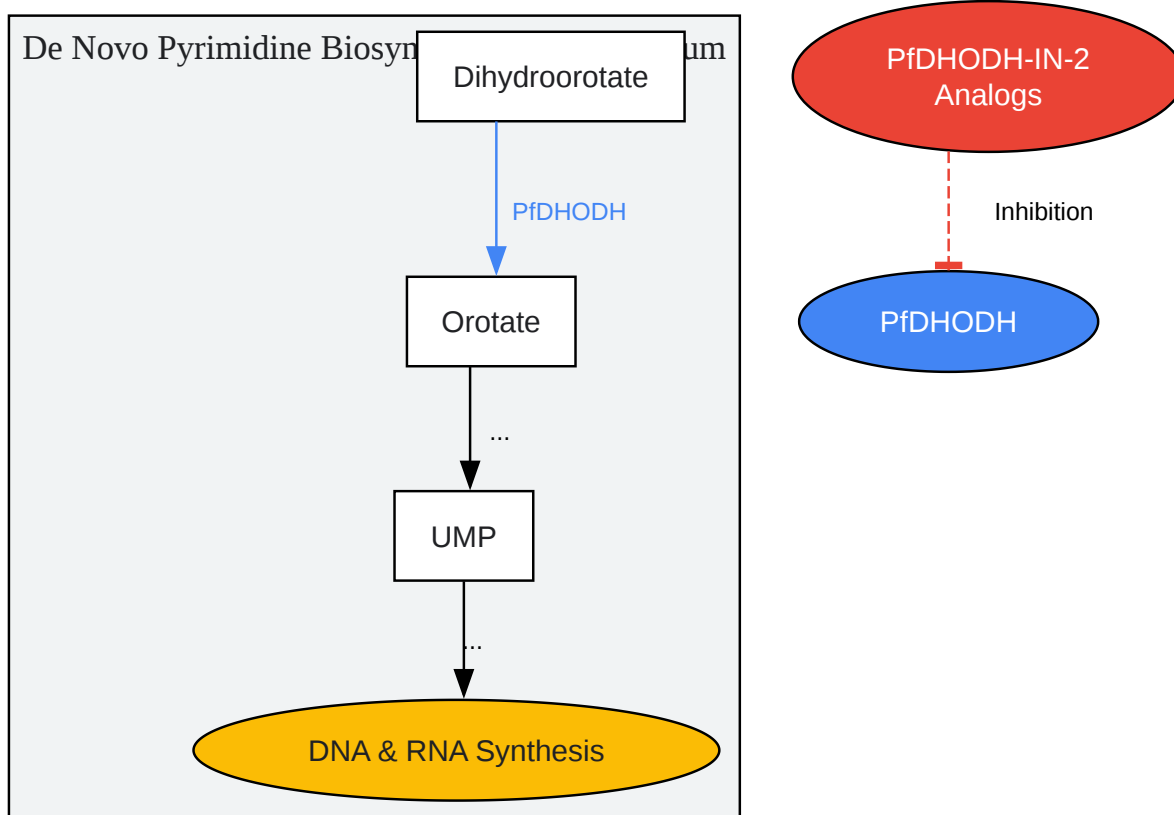 De Novo Pyrimidine Biosyn um
Dihydroorotate
PfDHODH
Orotate
...
UMP
...
DNA & RNA Synthesis
PfDHODH-IN-2
Analogs
Inhibition
PfDHODH